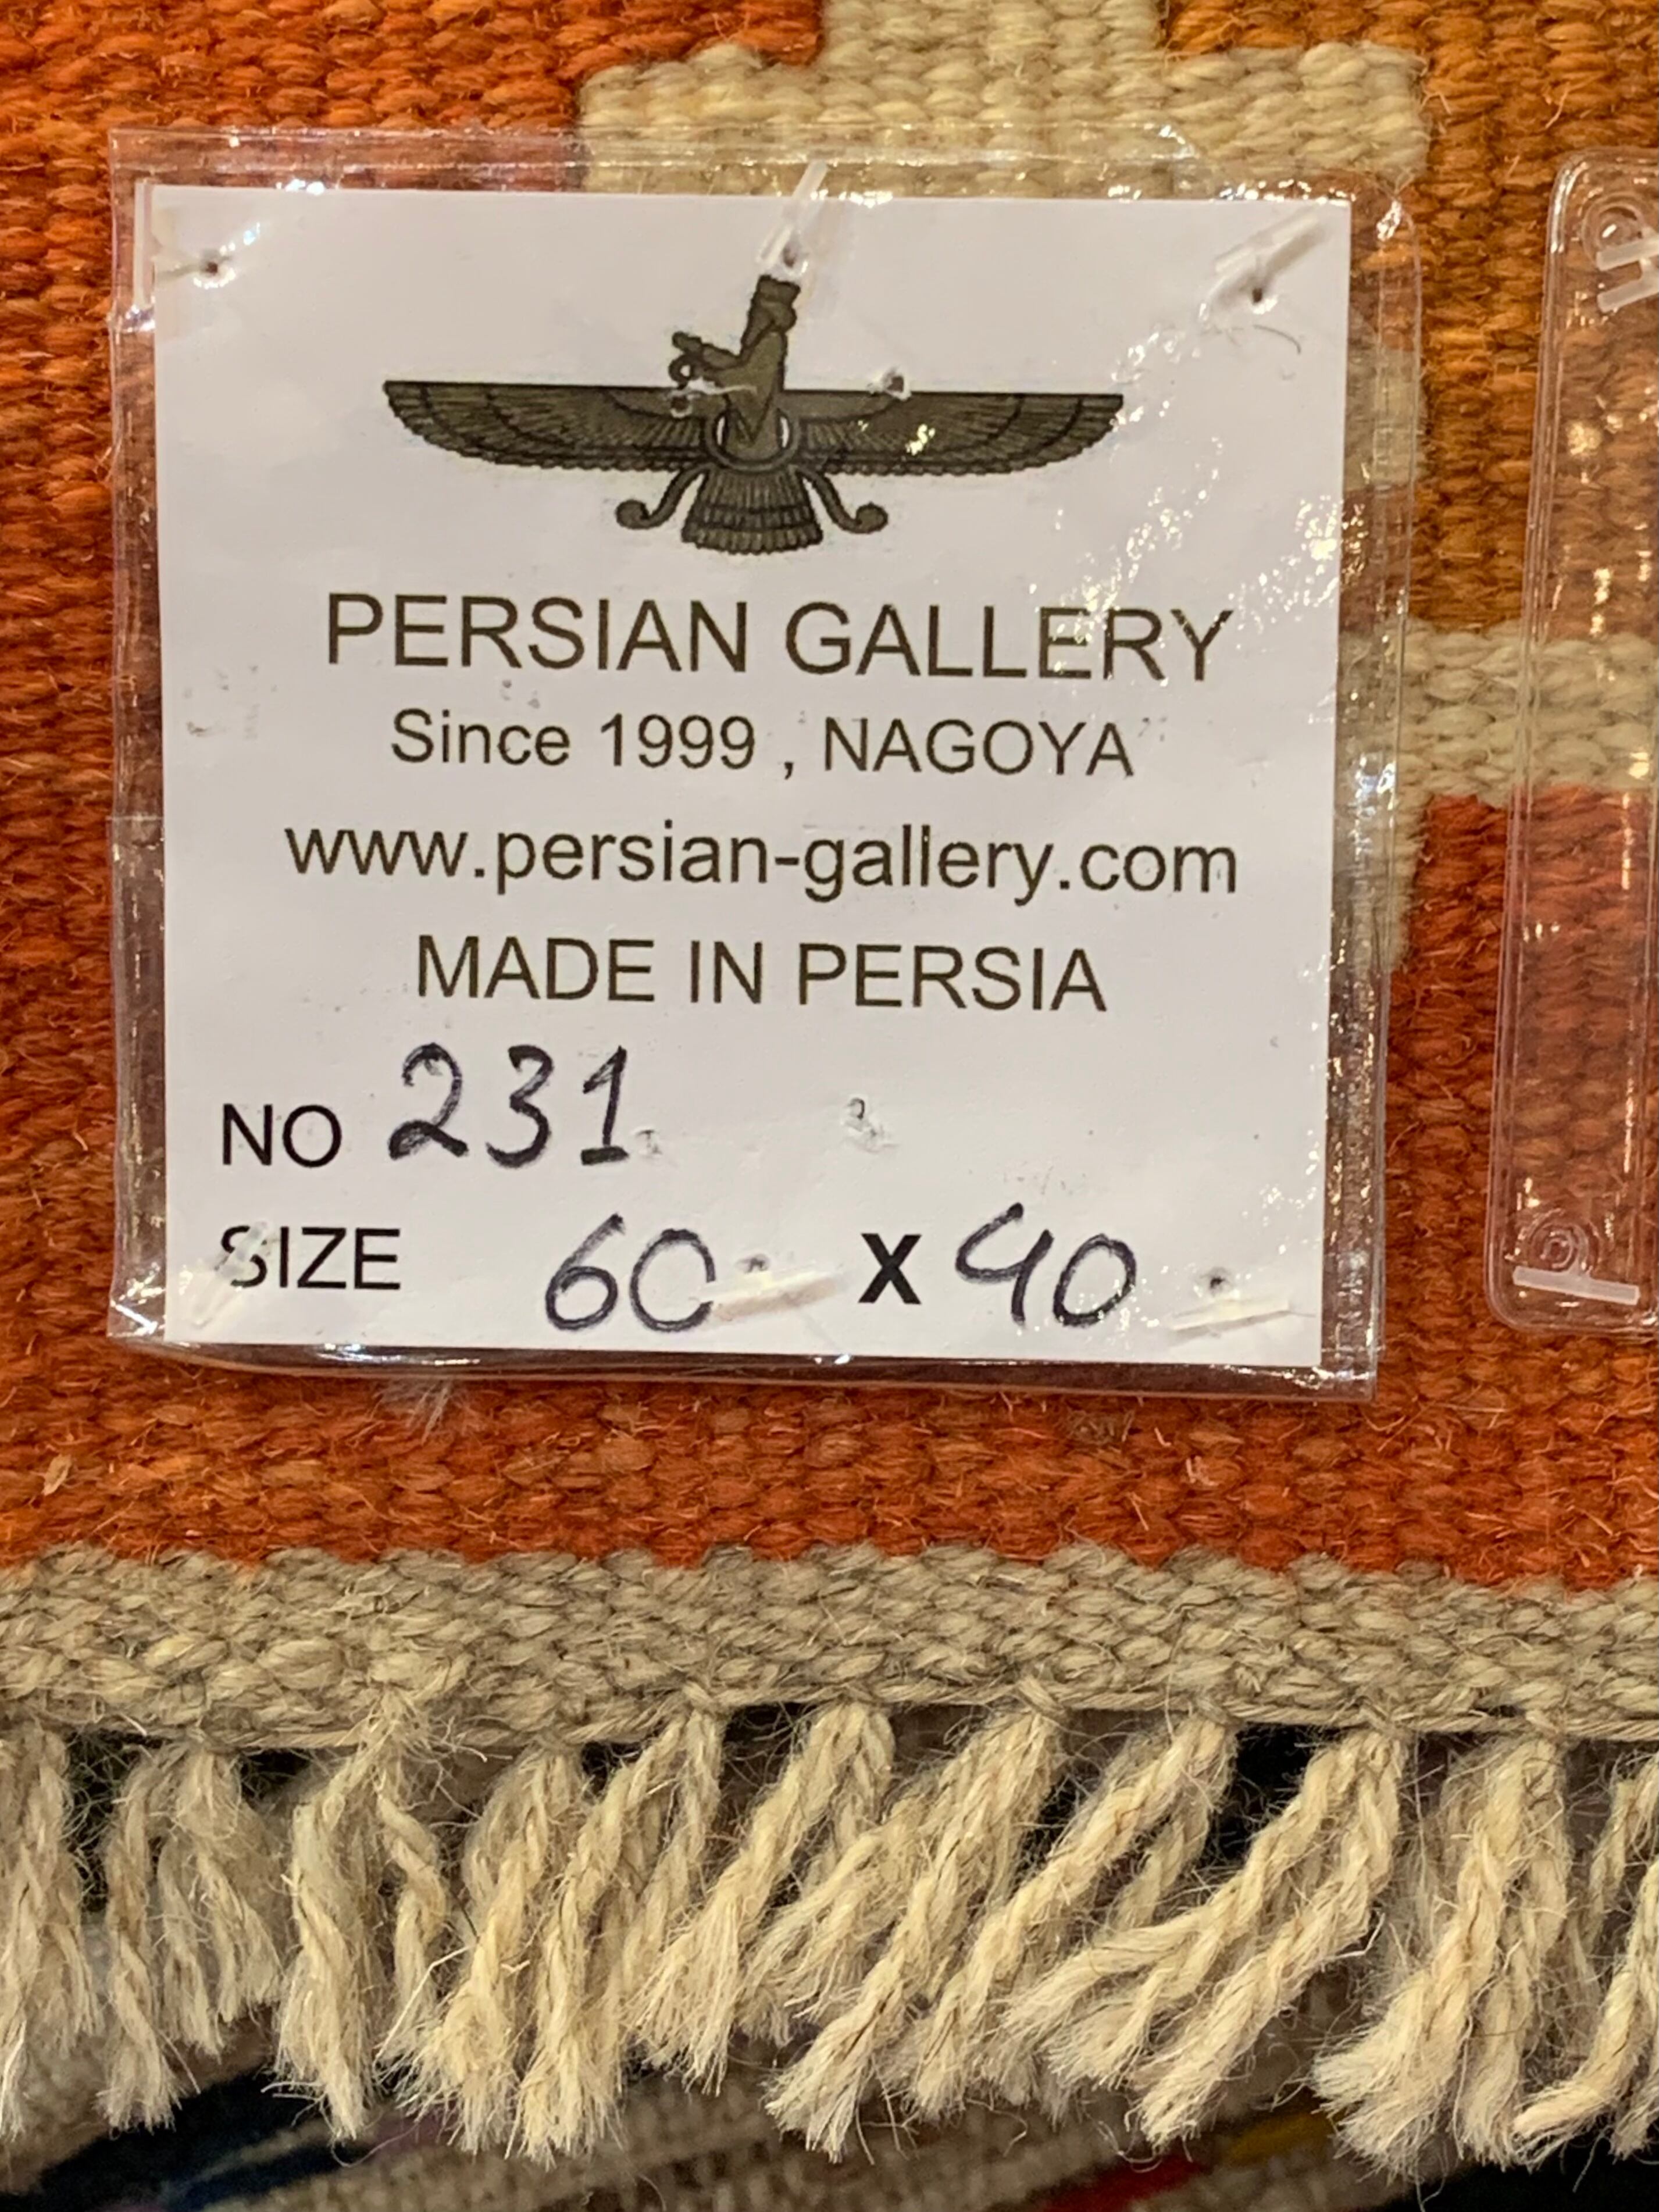 PERSIAN GALLERY
Since 1999 , NAGOYA
www.persian-gallery.com
MADE IN PERSIA
NO 231
SIZE 60 x 40